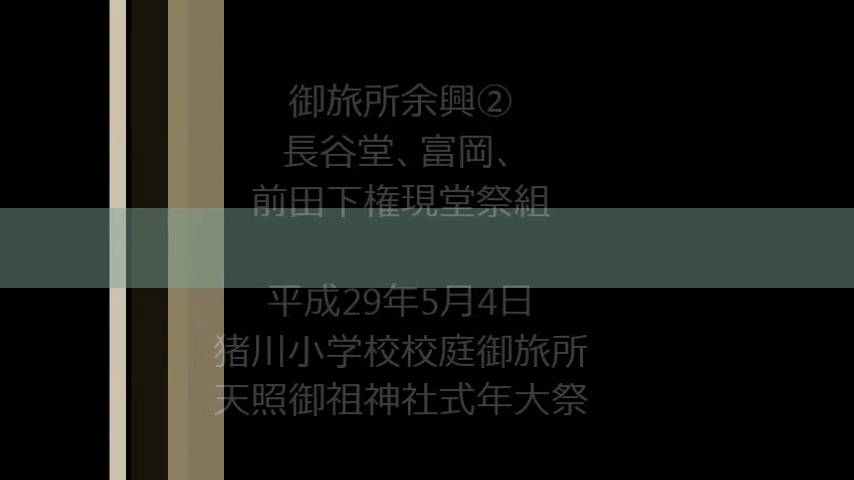 御旅所余興②
長谷堂、富岡、
前田下権現堂祭組
平成29年5月4日
猪川小学校校庭御旅所
天照御祖神社式年大祭